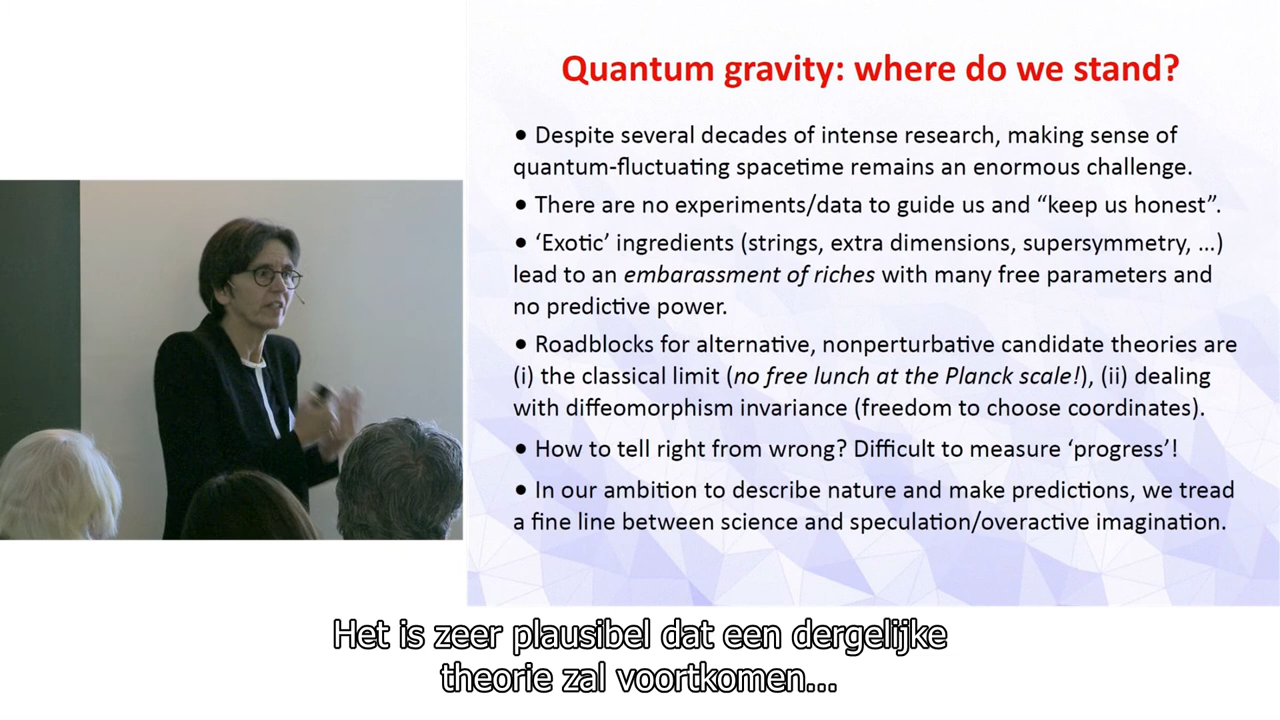 Quantum gravity: where do we stand?
• Despite several decades of intense research, making sense of
quantum-fluctuating spacetime remains an enormous challenge.
• There are no experiments/data to guide us and “keep us honest”.
• ‘Exotic’ ingredients (strings, extra dimensions, supersymmetry, ...)
lead to an embarassment of riches with many free parameters and
no predictive power.
• Roadblocks for alternative, nonperturbative candidate theories are
(i) the classical limit (no free lunch at the Planck scale!), (ii) dealing
with diffeomorphism invariance (freedom to choose coordinates).
• How to tell right from wrong? Difficult to measure ‘progress’!
• In our ambition to describe nature and make predictions, we tread
a fine line between science and speculation/overactive imagination.
Het is zeer plausibel dat een dergelijke
theorie zal voortkomen...